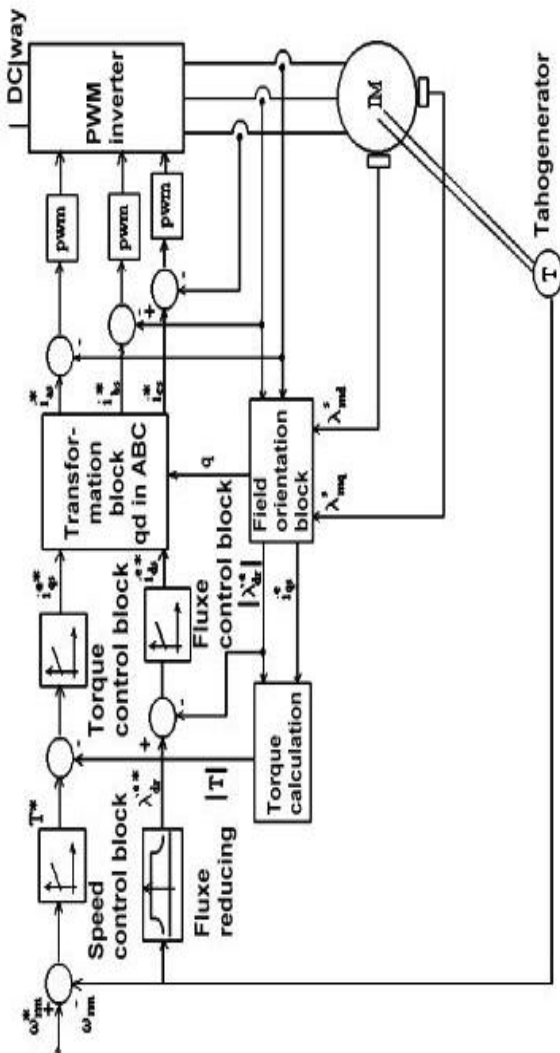 DC way
PWM
inverter
pwm
pwm
pwm
IM
Tahogenerator
T
i*as
i*bs
i*cs
-
-
+
-
Transfor-
mation
block
qd in ABC
q
Field
orientation
block
λˢmd
λˢmq
iᵉ*qs
iᵉ*ds
Torque
control block
Fluxe
control block
|λ'ᵉdr|
iᵉqs
-
+
-
T*
|T|
λ'ᵉ*dr
Torque
calculation
Speed
control block
Fluxe
reducing
ω*rm
+
-
ωrm